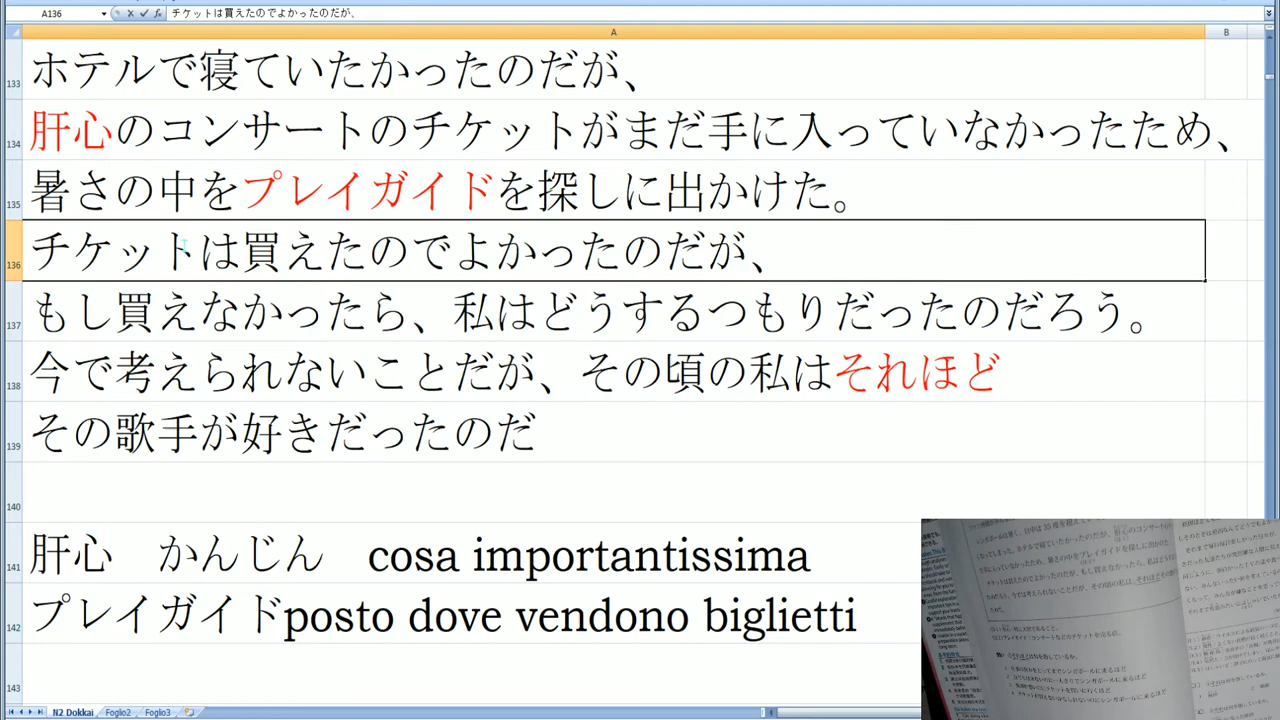 A136
チケットは買えたのでよかったのだが、
A
B
133
ホテルで寝ていたかったのだが、
134
肝心のコンサートのチケットがまだ手に入っていなかったため、
135
暑さの中をプレイガイドを探しに出かけた。
136
チケットは買えたのでよかったのだが、
137
もし買えなかったら、私はどうするつもりだったのだろう。
138
今で考えられないことだが、その頃の私はそれほど
139
その歌手が好きだったのだ
140
141
肝心 かんじん cosa importantissima
142
プレイガイドposto dove vendono biglietti
143
N2 Dokkai
Foglio2
Foglio3